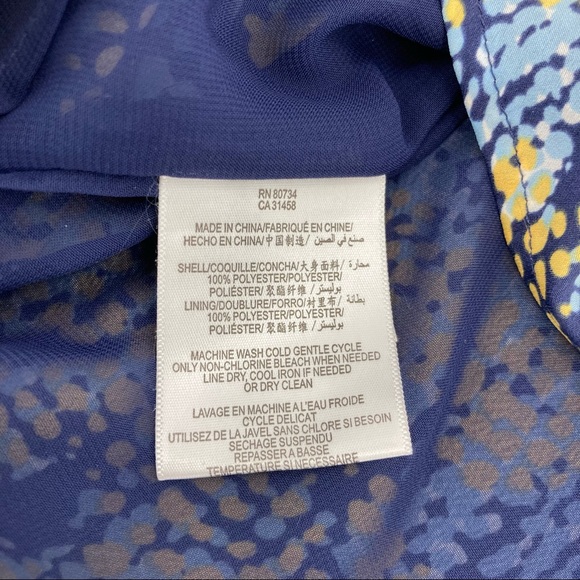 RN 80734
CA 31458
MADE IN CHINA/FABRIQUÉ EN CHINE/
HECHO EN CHINA/中国制造/ صنع في الصين
SHELL/COQUILLE/CONCHA/大身面料/ محارة/
100% POLYESTER/POLYESTER/
POLIÉSTER/ 聚酯纤维 /بوليستر
LINING/DOUBLURE/FORRO/衬里布/ بطانة/
100% POLYESTER/POLYESTER/
POLIÉSTER/ 聚酯纤维 /بوليستر
MACHINE WASH COLD GENTLE CYCLE
ONLY NON-CHLORINE BLEACH WHEN NEEDED
LINE DRY, COOL IRON IF NEEDED
OR DRY CLEAN
LAVAGE EN MACHINE A L'EAU FROIDE
CYCLE DELICAT
UTILISEZ DE LA JAVEL SANS CHLORE SI BESOIN
SECHAGE SUSPENDU
REPASSER A BASSE
TEMPERATURE SI NECESSAIRE